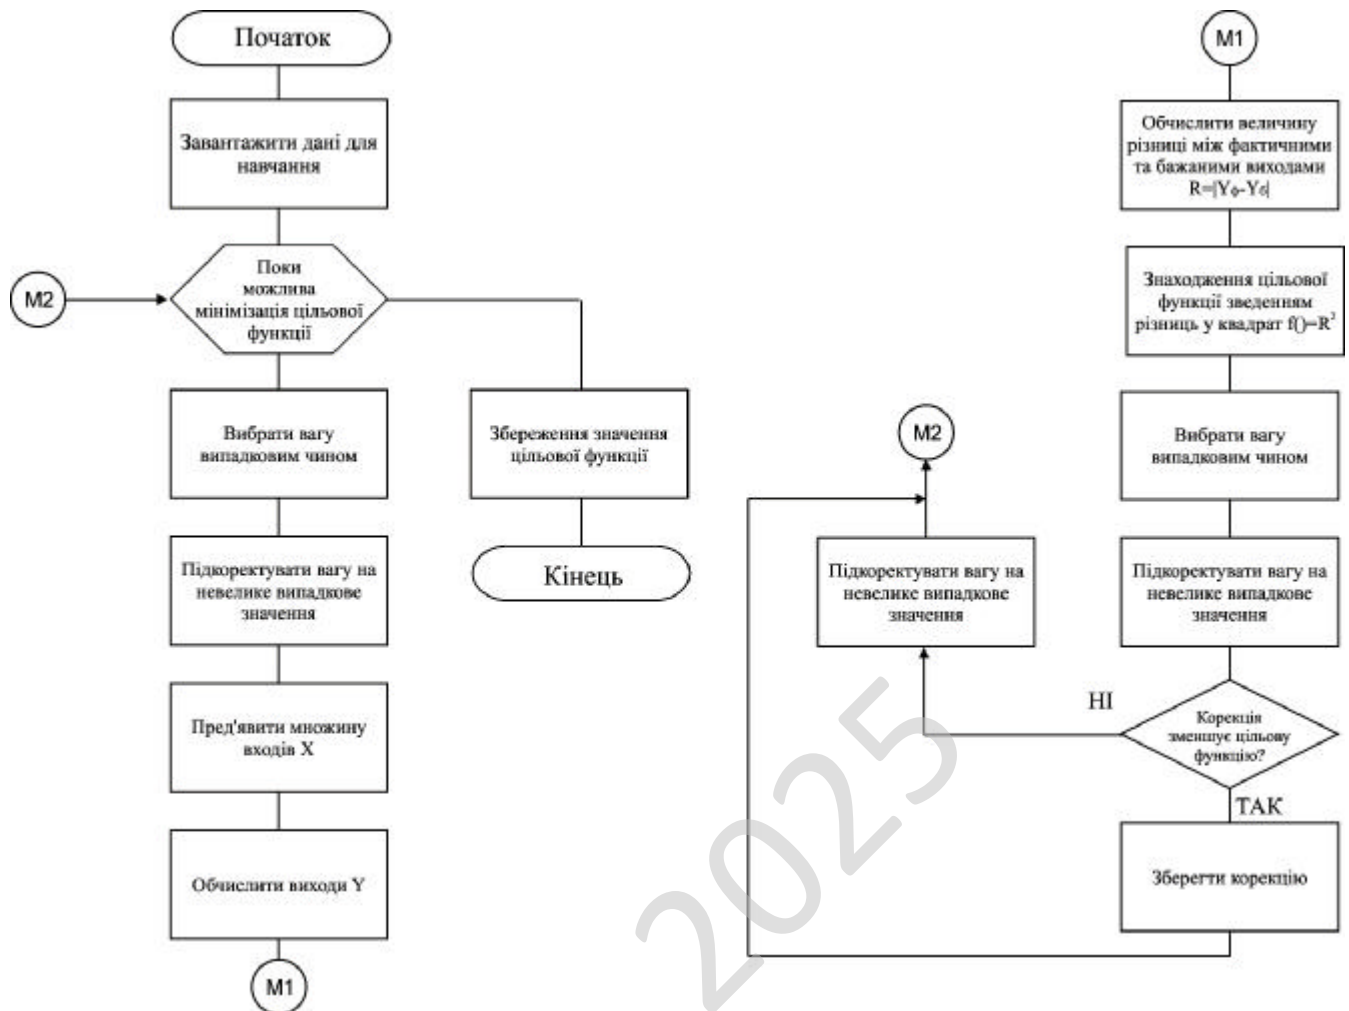 Початок
Завантажити дані для
навчання
M2
Поки
можлива
мінімізація цільової
функції
Вибрати вагу
випадковим чином
Підкоректувати вагу на
невелике випадкове
значення
Пред'явити множину
входів X
Обчислити виходи Y
M1
Збереження значення
цільової функції
Кінець
M1
Обчислити величину
різниці між фактичними
та бажаними виходами
R=|Yф-Yб|
Знаходження цільової
функції зведенням
різниць у квадрат f()=R²
Вибрати вагу
випадковим чином
Підкоректувати вагу на
невелике випадкове
значення
Корекція
зменшує цільову
функцію?
НІ
ТАК
Зберегти корекцію
Підкоректувати вагу на
невелике випадкове
значення
M2
2025